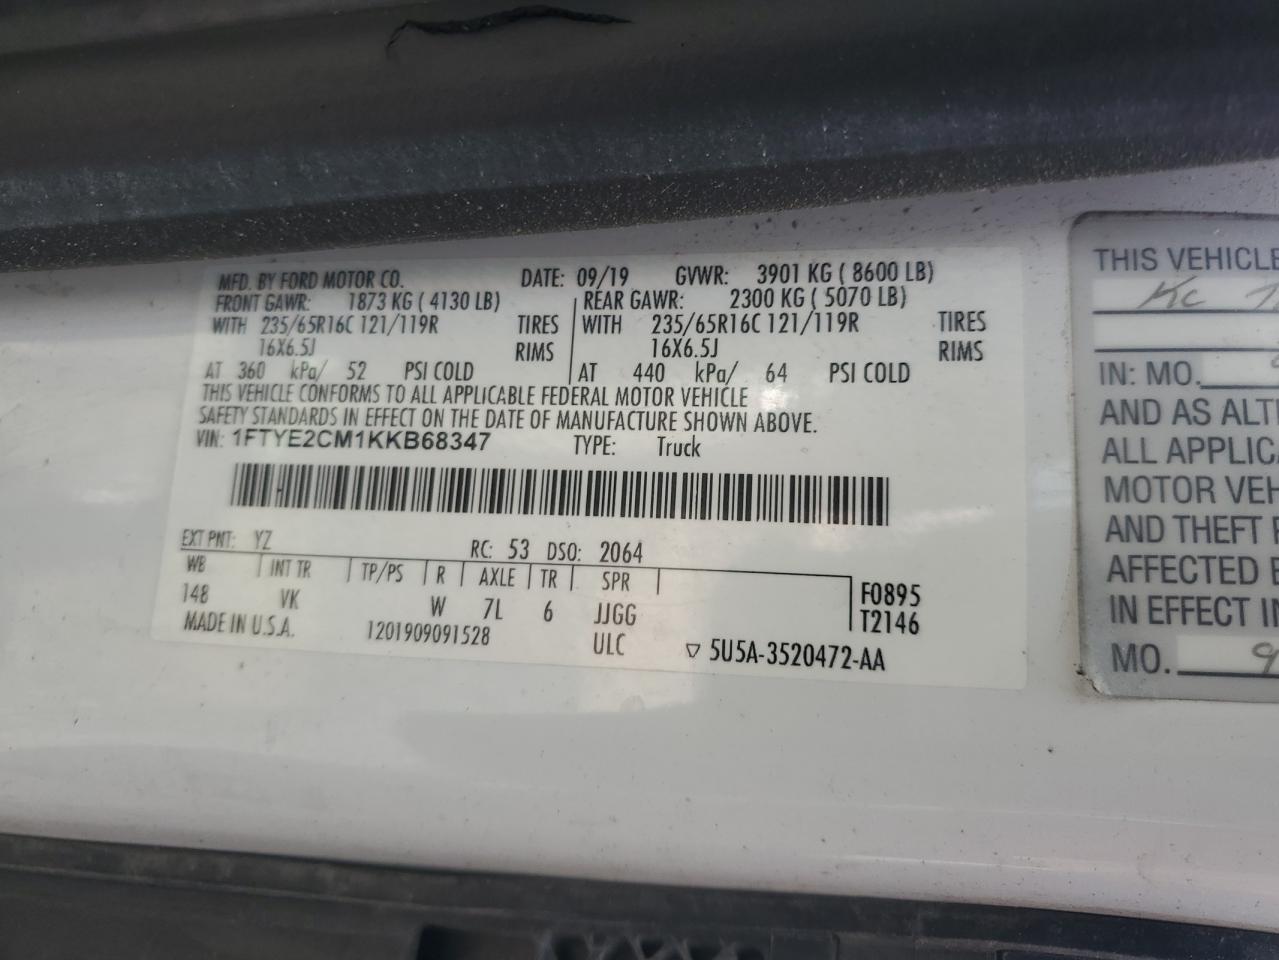 MFD. BY FORD MOTOR CO. DATE: 09/19 GVWR: 3901 KG ( 8600 LB)
FRONT GAWR: 1873 KG ( 4130 LB) REAR GAWR: 2300 KG ( 5070 LB)
WITH 235/65R16C 121/119R TIRES WITH 235/65R16C 121/119R TIRES
16X6.5J RIMS 16X6.5J RIMS
AT 360 kPa/ 52 PSI COLD AT 440 kPa/ 64 PSI COLD
THIS VEHICLE CONFORMS TO ALL APPLICABLE FEDERAL MOTOR VEHICLE
SAFETY STANDARDS IN EFFECT ON THE DATE OF MANUFACTURE SHOWN ABOVE.
VIN: 1FTYE2CM1KKB68347 TYPE: Truck
EXT PNT: YZ RC: 53 DSO: 2064
WB INT TR TP/PS R AXLE TR SPR F0895
148 VK W 7L 6 JJGG T2146
MADE IN U.S.A. 1201909091528 ULC 5U5A-3520472-AA
THIS VEHICLE
KC
IN: MO.
AND AS ALT
ALL APPLIC
MOTOR VEH
AND THEFT
AFFECTED
IN EFFECT IN
MO. 9